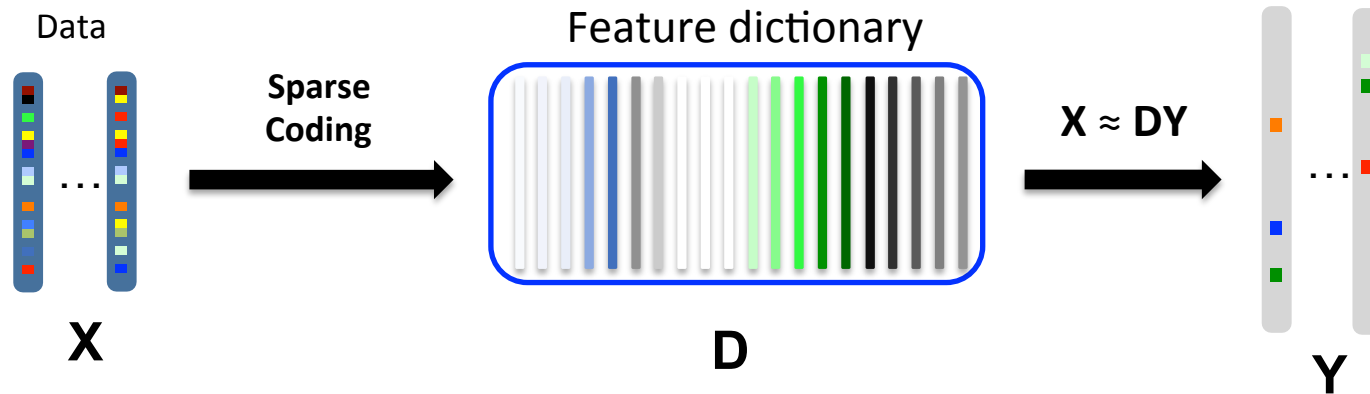 Data
Feature dictionary
Sparse
Coding
X ≈ DY
...
...
X
D
Y